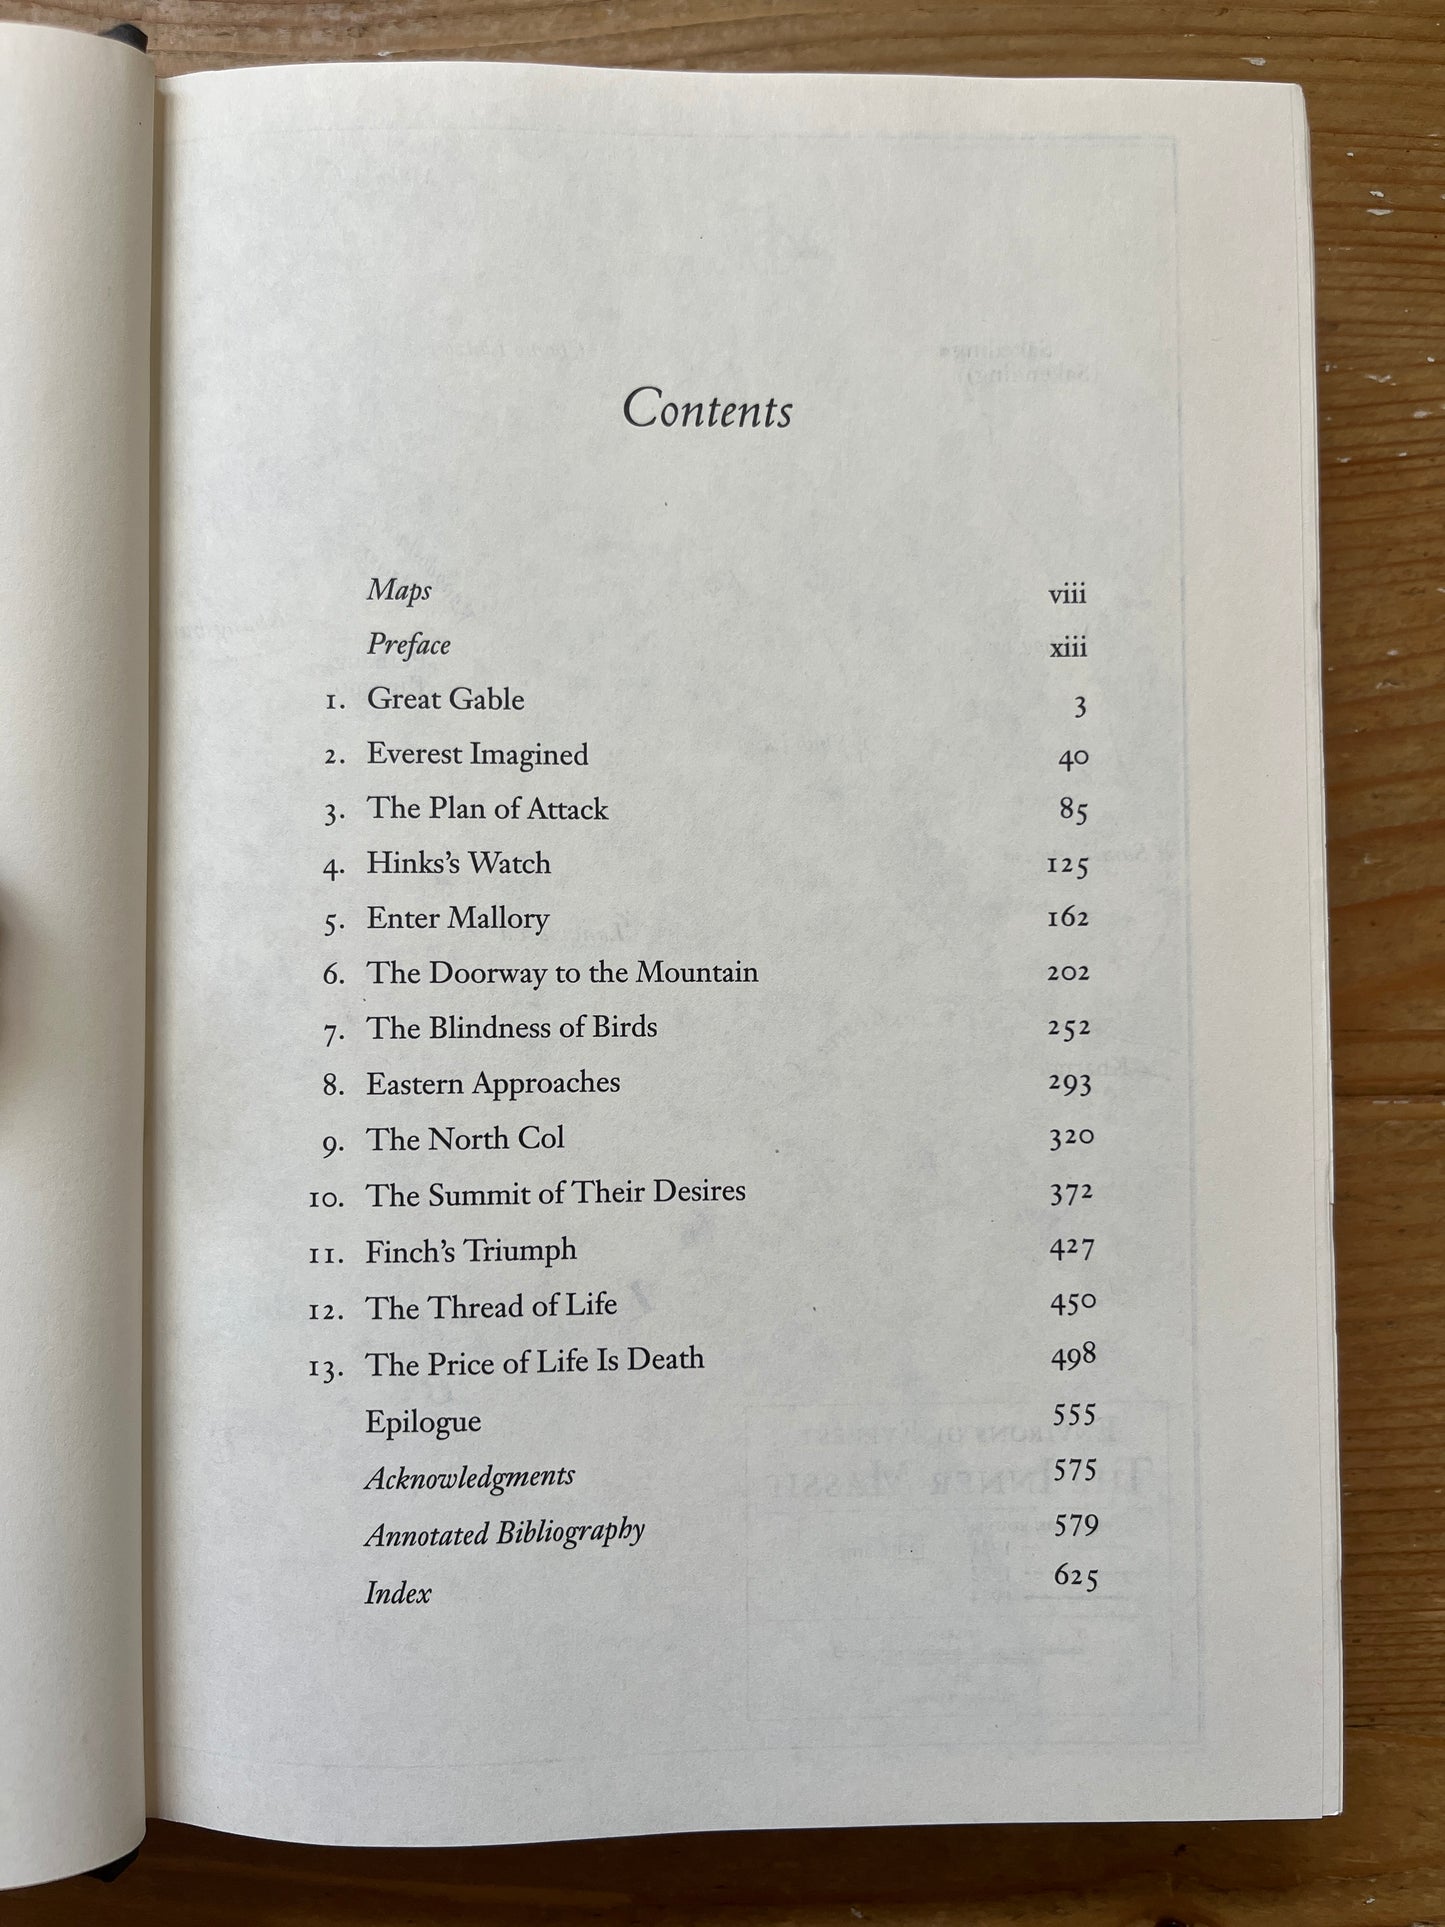 Contents
Maps viii
Preface xiii
1. Great Gable 3
2. Everest Imagined 40
3. The Plan of Attack 85
4. Hinks's Watch 125
5. Enter Mallory 162
6. The Doorway to the Mountain 202
7. The Blindness of Birds 252
8. Eastern Approaches 293
9. The North Col 320
10. The Summit of Their Desires 372
11. Finch's Triumph 427
12. The Thread of Life 450
13. The Price of Life Is Death 498
Epilogue 555
Acknowledgments 575
Annotated Bibliography 579
Index 625